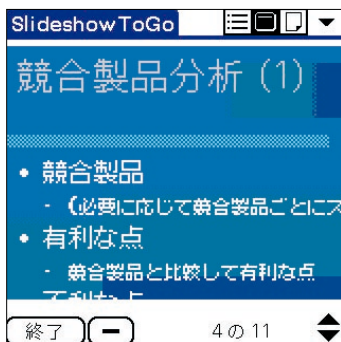 SlideshowToGo
競合製品分析 (1)
• 競合製品
- (必要に応じて競合製品ごとにス
• 有利な点
- 競合製品と比較して有利な点
終了
4 の 11